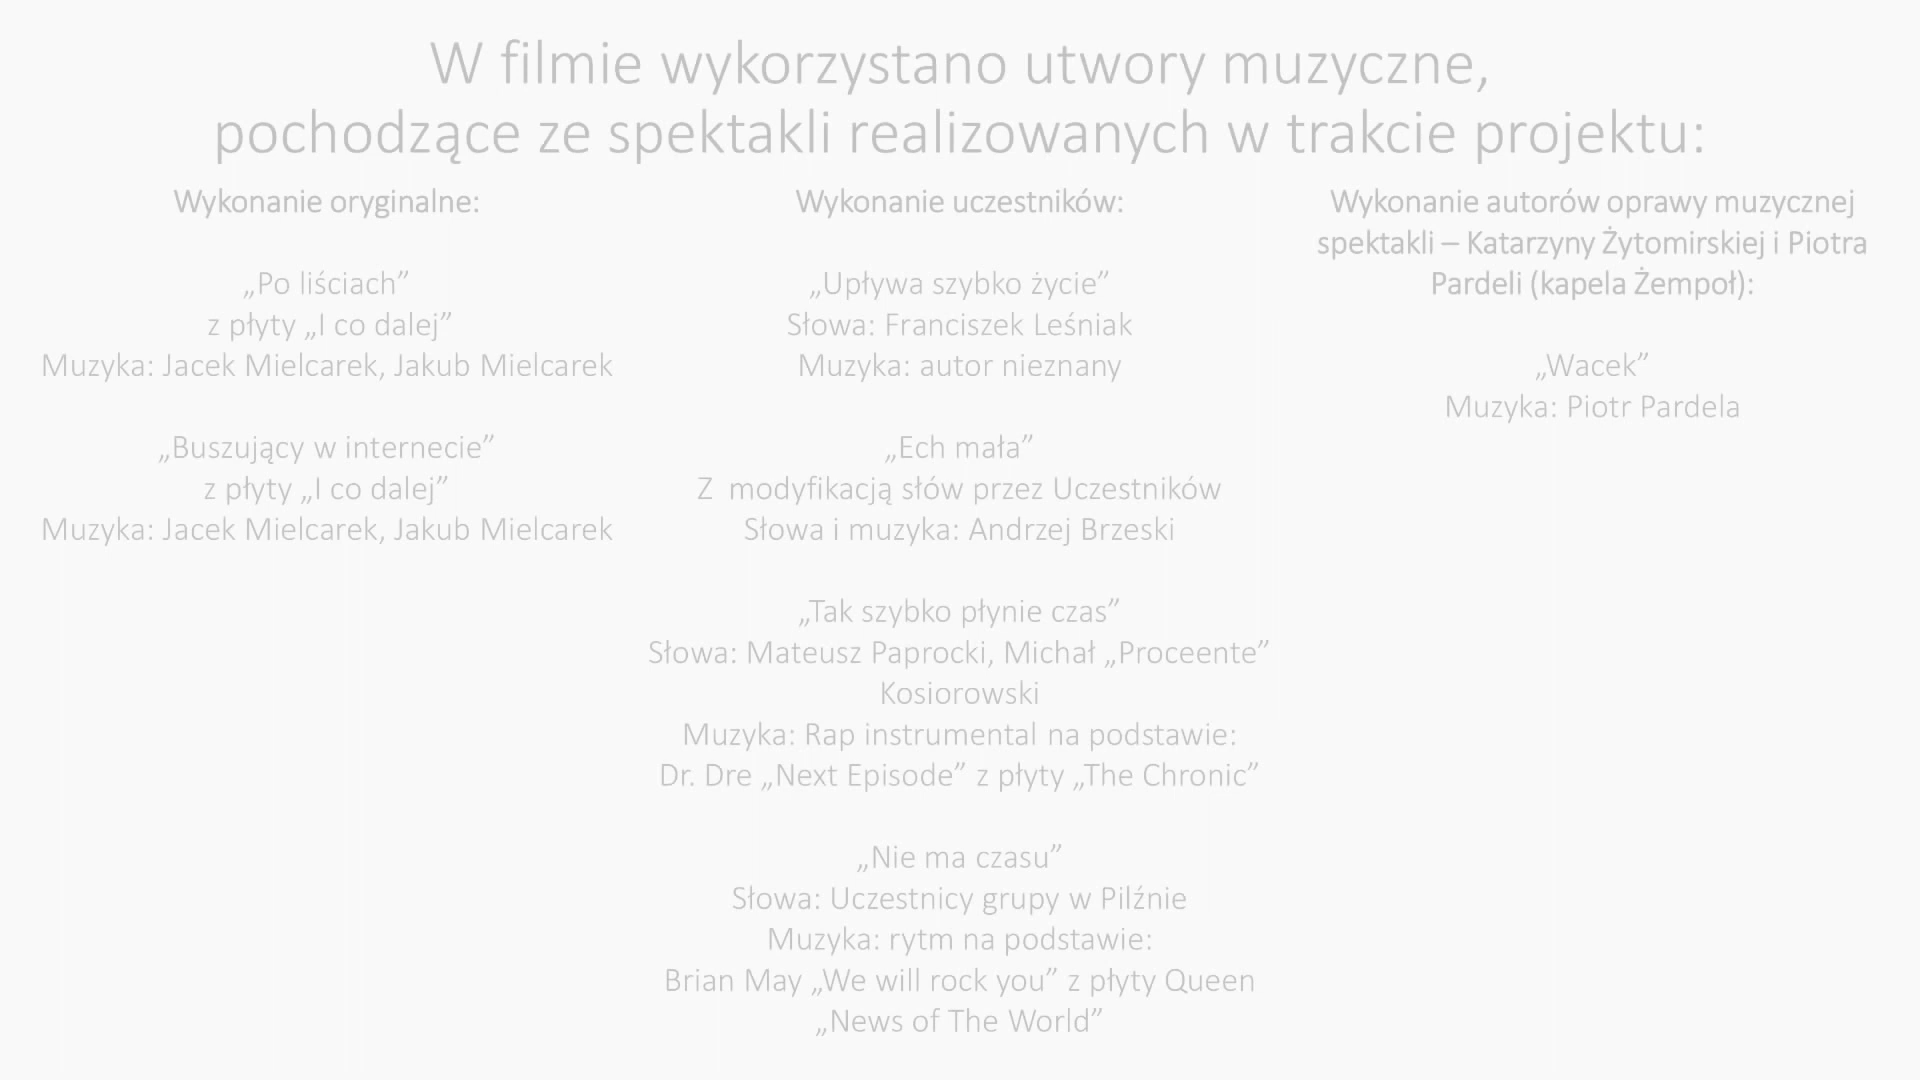 W filmie wykorzystano utwory muzyczne,
pochodzące ze spektakli realizowanych w trakcie projektu:
Wykonanie oryginalne:
„Po liściach”
z płyty „I co dalej”
Muzyka: Jacek Mielcarek, Jakub Mielcarek
„Buszujący w internecie”
z płyty „I co dalej”
Muzyka: Jacek Mielcarek, Jakub Mielcarek
Wykonanie uczestników:
„Upływa szybko życie”
Słowa: Franciszek Leśniak
Muzyka: autor nieznany
„Ech mała”
Z  modyfikacją słów przez Uczestników
Słowa i muzyka: Andrzej Brzeski
„Tak szybko płynie czas”
Słowa: Mateusz Paprocki, Michał „Proceente”
Kosiorowski
Muzyka: Rap instrumental na podstawie:
Dr. Dre „Next Episode” z płyty „The Chronic”
„Nie ma czasu”
Słowa: Uczestnicy grupy w Pilźnie
Muzyka: rytm na podstawie:
Brian May „We will rock you” z płyty Queen
„News of The World”
Wykonanie autorów oprawy muzycznej
spektakli – Katarzyny Żytomirskiej i Piotra
Pardeli (kapela Żempoł):
„Wacek”
Muzyka: Piotr Pardela